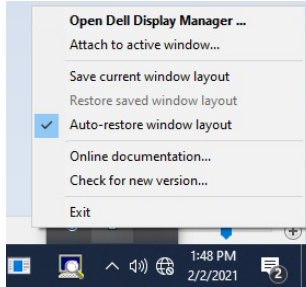 Open Dell Display Manager ...
Attach to active window...
Save current window layout
Restore saved window layout
Auto-restore window layout
Online documentation...
Check for new version...
Exit
1:48 PM
2/2/2021
2